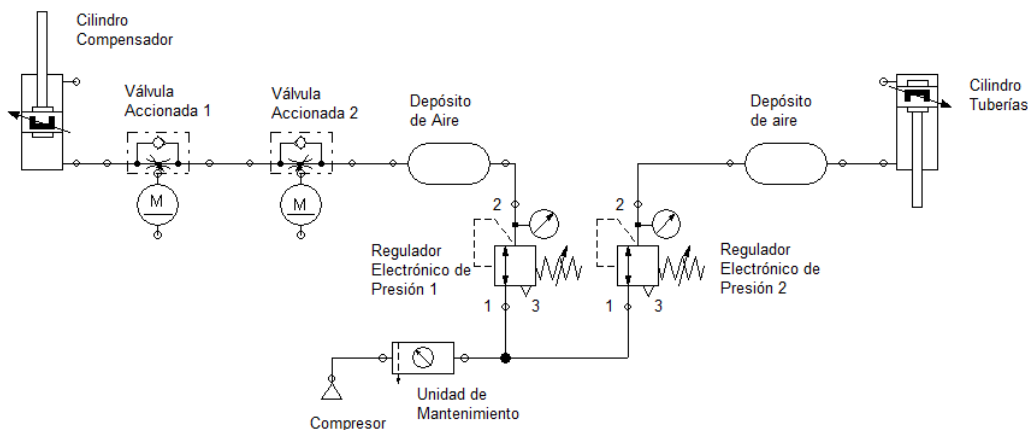 Cilindro
Compensador
Válvula
Accionada 1
Válvula
Accionada 2
Depósito
de Aire
Depósito
de aire
Cilindro
Tuberías
M
M
2
2
Regulador
Electrónico de
Presión 1
Regulador
Electrónico de
Presión 2
1
3
1
3
Unidad de
Mantenimiento
Compresor